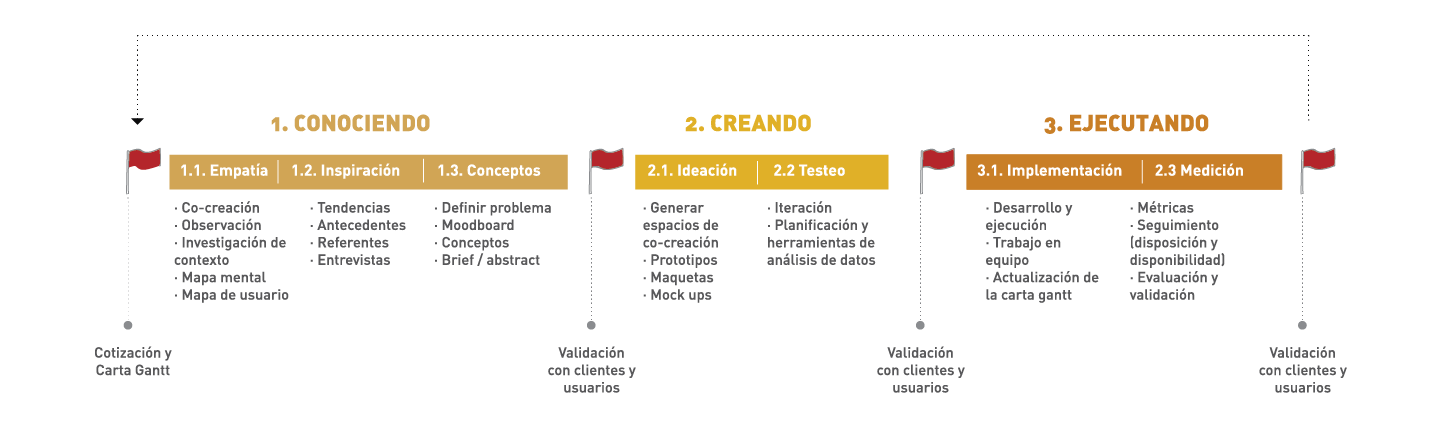 1. CONOCIENDO
1.1. Empatía
1.2. Inspiración
1.3. Conceptos
· Co-creación
· Observación
· Investigación de
contexto
· Mapa mental
· Mapa de usuario
· Tendencias
· Antecedentes
· Referentes
· Entrevistas
· Definir problema
· Moodboard
· Conceptos
· Brief / abstract
2. CREANDO
2.1. Ideación
2.2 Testeo
· Generar
espacios de
co-creación
· Prototipos
· Maquetas
· Mock ups
· Iteración
· Planificación y
herramientas de
análisis de datos
3. EJECUTANDO
3.1. Implementación
2.3 Medición
· Desarrollo y
ejecución
· Trabajo en
equipo
· Actualización de
la carta gantt
· Métricas
· Seguimiento
(disposición y
disponibilidad)
· Evaluación y
validación
Cotización y
Carta Gantt
Validación
con clientes y
usuarios
Validación
con clientes y
usuarios
Validación
con clientes y
usuarios